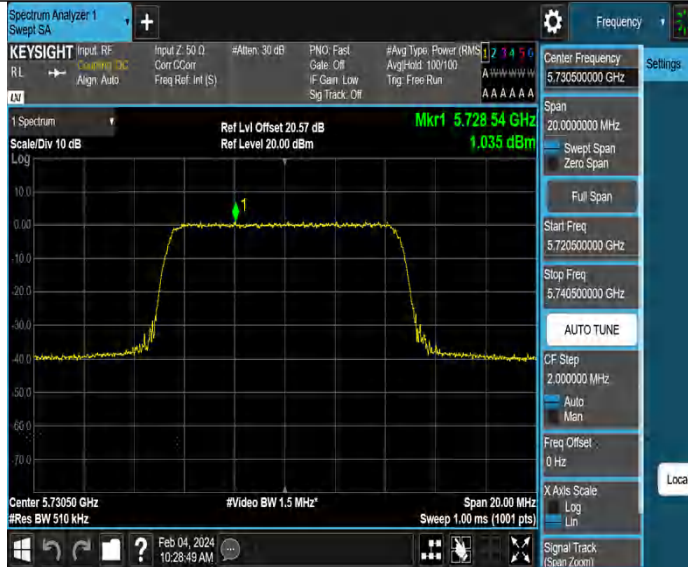 Spectrum Analyzer 1
Swept SA
+
Frequency
KEYSIGHT
RL
LXI
Input: RF
Coupling: DC
Align: Auto
Input Z: 50 Ω
Corr CCorr
Freq Ref: Int (S)
#Atten: 30 dB
PNO: Fast
Gate: Off
IF Gain: Low
Sig Track: Off
#Avg Type: Power (RMS
Avg|Hold: 100/100
Trig: Free Run
1 2 3 4 5 6
A W W W W W
A A A A A A
1 Spectrum
Scale/Div 10 dB
Ref Lvl Offset 20.57 dB
Ref Level 20.00 dBm
Mkr1 5.728 54 GHz
1.035 dBm
Log
10.0
0.00
-10.0
-20.0
-30.0
-40.0
-50.0
-60.0
-70.0
1
Center 5.73050 GHz
#Res BW 510 kHz
#Video BW 1.5 MHz*
Span 20.00 MHz
Sweep 1.00 ms (1001 pts)
?
Feb 04, 2024
10:28:49 AM
Center Frequency
5.730500000 GHz
Span
20.0000000 MHz
Swept Span
Zero Span
Full Span
Start Freq
5.720500000 GHz
Stop Freq
5.740500000 GHz
AUTO TUNE
CF Step
2.000000 MHz
Auto
Man
Freq Offset
0 Hz
X Axis Scale
Log
Lin
Signal Track
(Span Zoom)
Settings
Loca